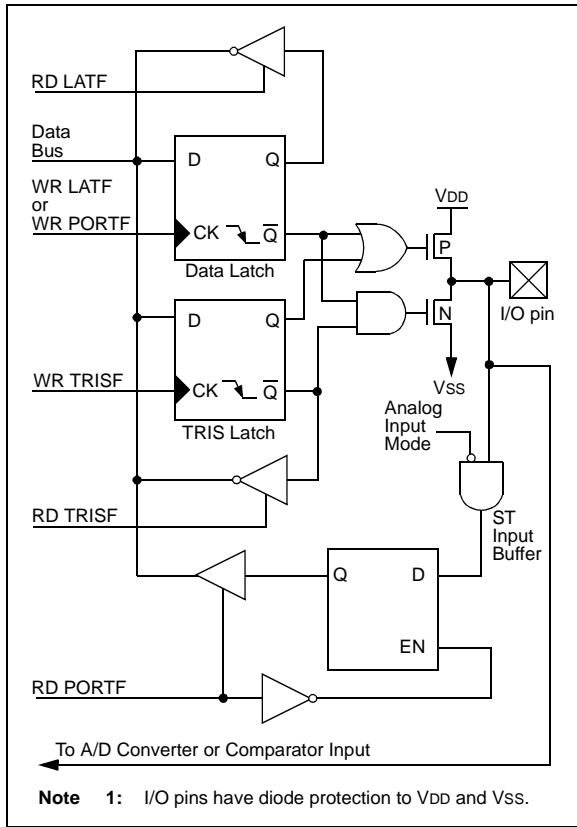 RD LATF
Data
Bus
D Q
WR LATF
or
WR PORTF
CK Q
Data Latch
VDD
P
I/O pin
D Q
N
WR TRISF
CK Q
TRIS Latch
VSS
Analog
Input
Mode
RD TRISF
ST
Input
Buffer
Q D
EN
RD PORTF
To A/D Converter or Comparator Input
Note 1: I/O pins have diode protection to VDD and VSS.